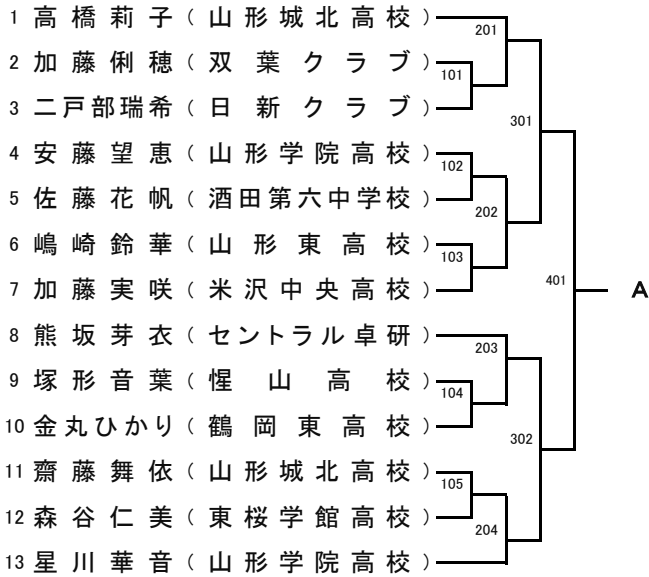 1 高橋莉子(山形城北高校)
201
2 加藤俐穂(双葉クラブ)
101
3 二戸部瑞希(日新クラブ)
301
4 安藤望恵(山形学院高校)
102
5 佐藤花帆(酒田第六中学校)
202
6 嶋崎鈴華(山形東高校)
103
7 加藤実咲(米沢中央高校)
401
A
8 熊坂芽衣(セントラル卓研)
203
9 塚形音葉(惺山高校)
104
10 金丸ひかり(鶴岡東高校)
302
11 齋藤舞依(山形城北高校)
105
12 森谷仁美(東桜学館高校)
204
13 星川華音(山形学院高校)